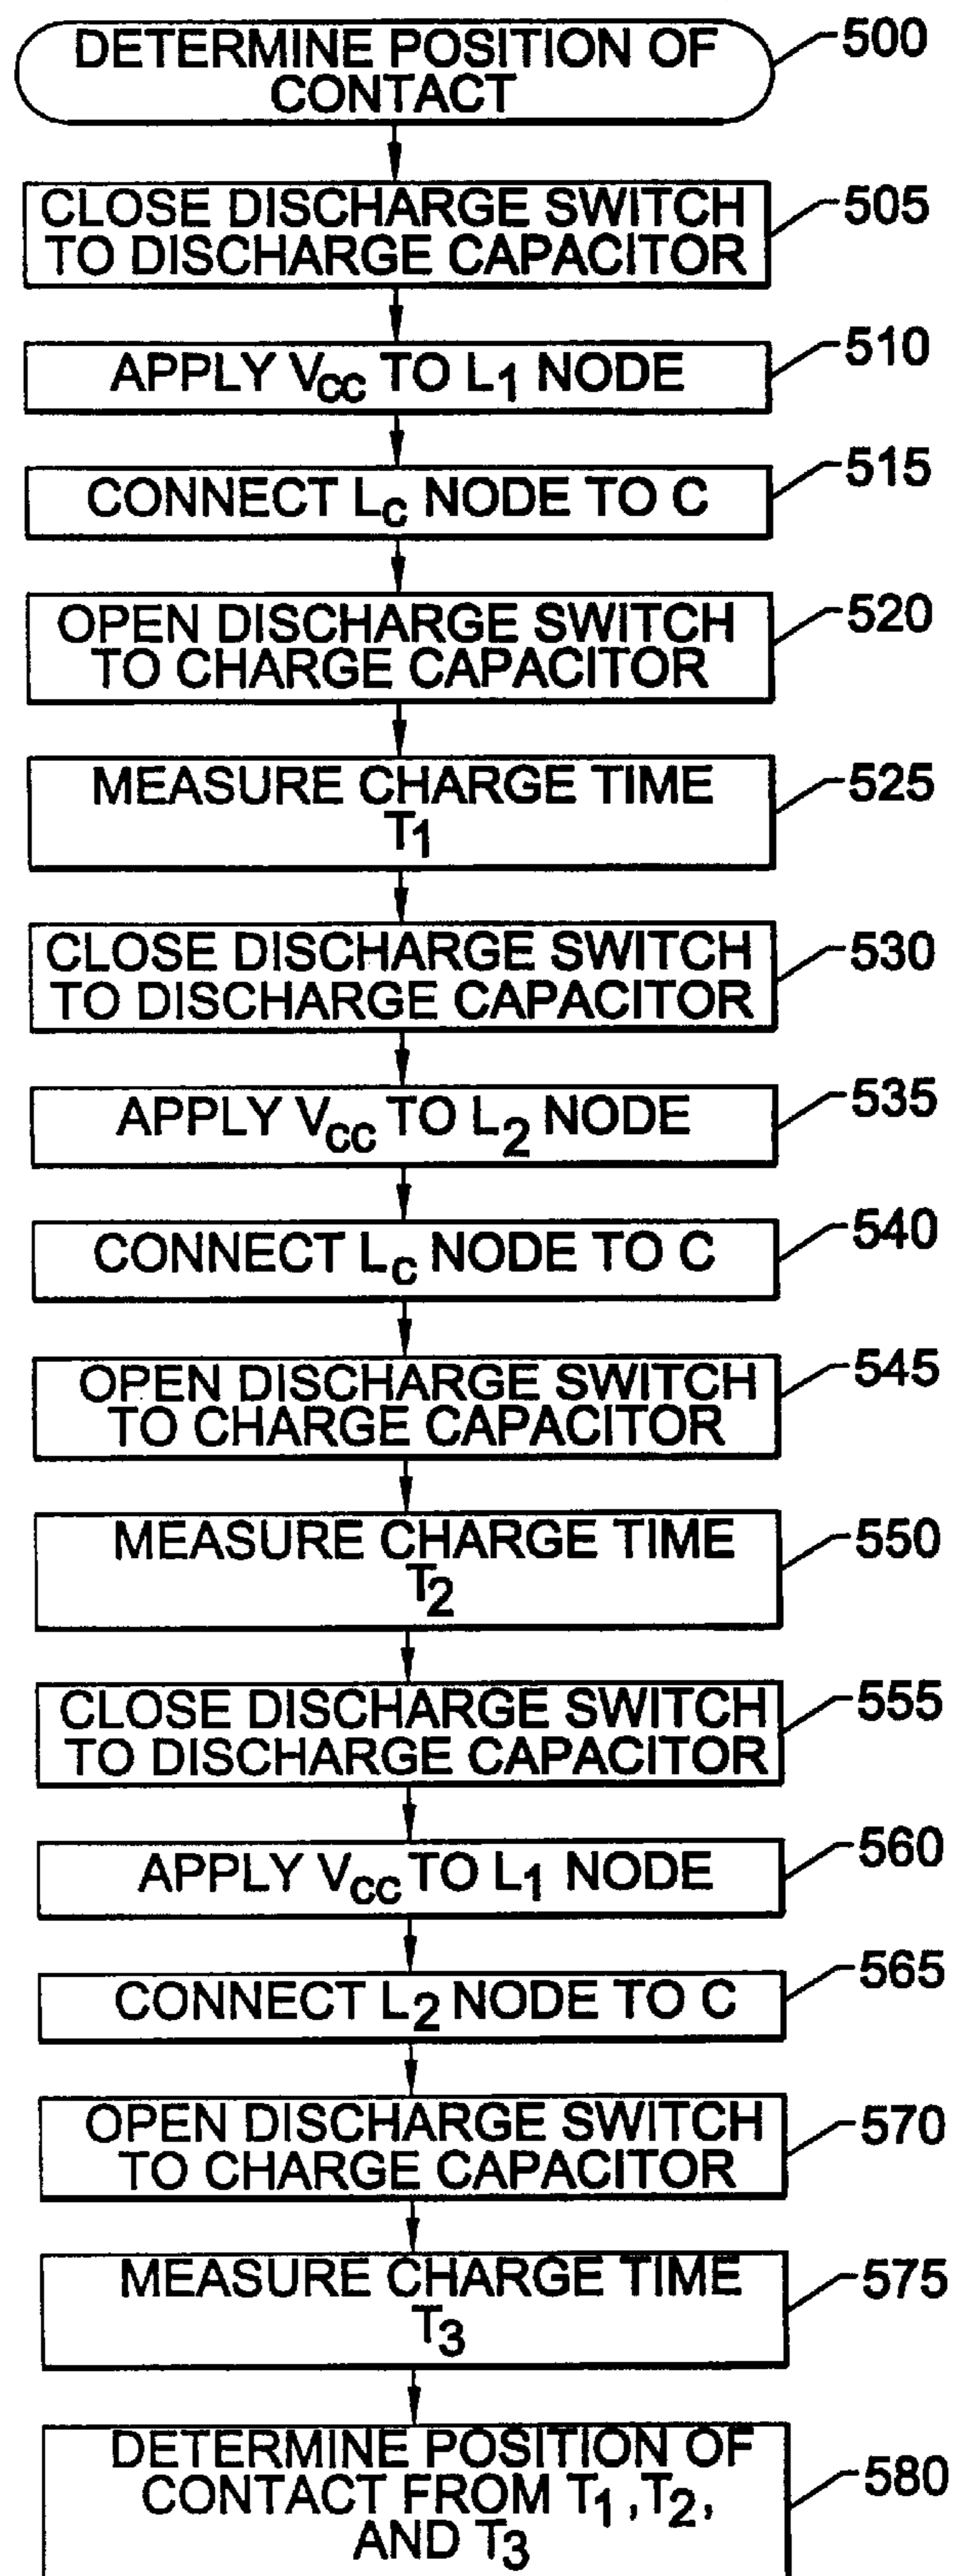 DETERMINE POSITION OF
CONTACT
500
CLOSE DISCHARGE SWITCH
TO DISCHARGE CAPACITOR
505
APPLY VCC TO L1 NODE
510
CONNECT LC NODE TO C
515
OPEN DISCHARGE SWITCH
TO CHARGE CAPACITOR
520
MEASURE CHARGE TIME
T1
525
CLOSE DISCHARGE SWITCH
TO DISCHARGE CAPACITOR
530
APPLY VCC TO L2 NODE
535
CONNECT LC NODE TO C
540
OPEN DISCHARGE SWITCH
TO CHARGE CAPACITOR
545
MEASURE CHARGE TIME
T2
550
CLOSE DISCHARGE SWITCH
TO DISCHARGE CAPACITOR
555
APPLY VCC TO L1 NODE
560
CONNECT L2 NODE TO C
565
OPEN DISCHARGE SWITCH
TO CHARGE CAPACITOR
570
MEASURE CHARGE TIME
T3
575
DETERMINE POSITION OF
CONTACT FROM T1 ,T2,
AND T3
580